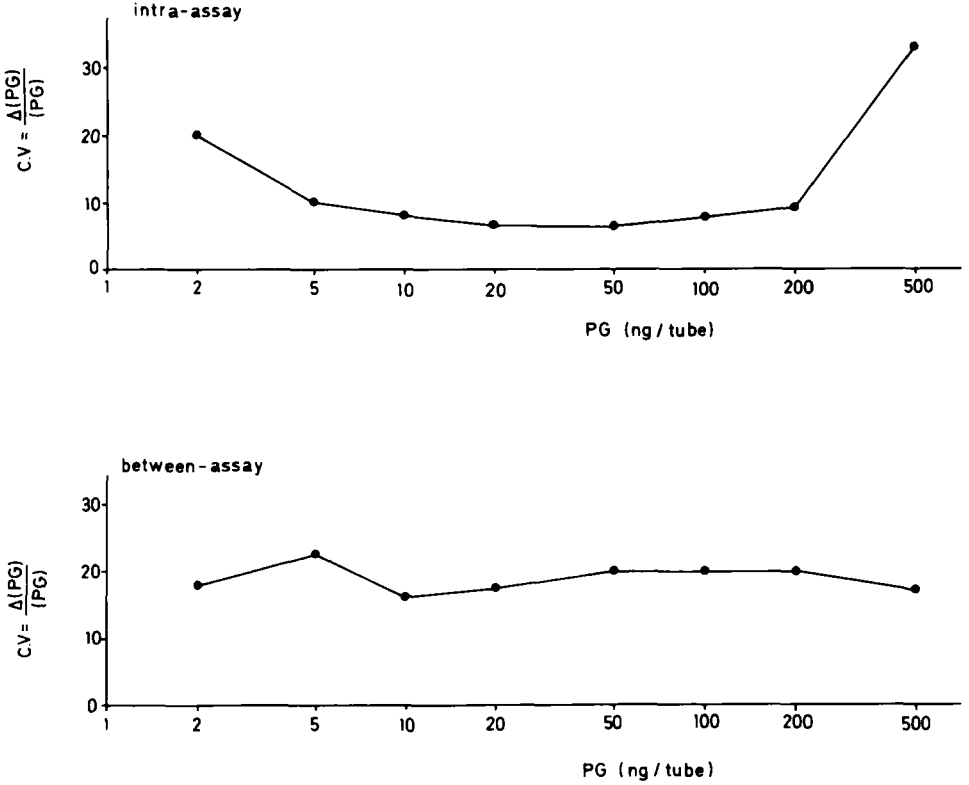 intra-assay
30
20
10
0
C.V = Δ(PG)
(PG)
1 2 5 10 20 50 100 200 500
PG (ng/tube)
between-assay
30
20
10
0
C.V = Δ(PG)
(PG)
1 2 5 10 20 50 100 200 500
PG (ng/tube)